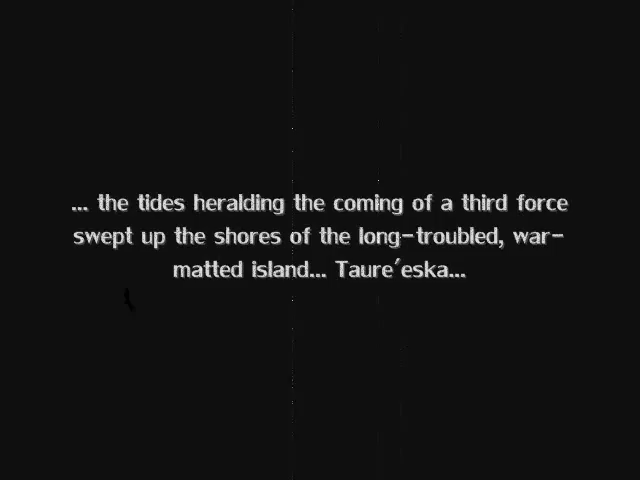 ... the tides heralding the coming of a third force
swept up the shores of the long-troubled, war-
matted island... Taure'eska...